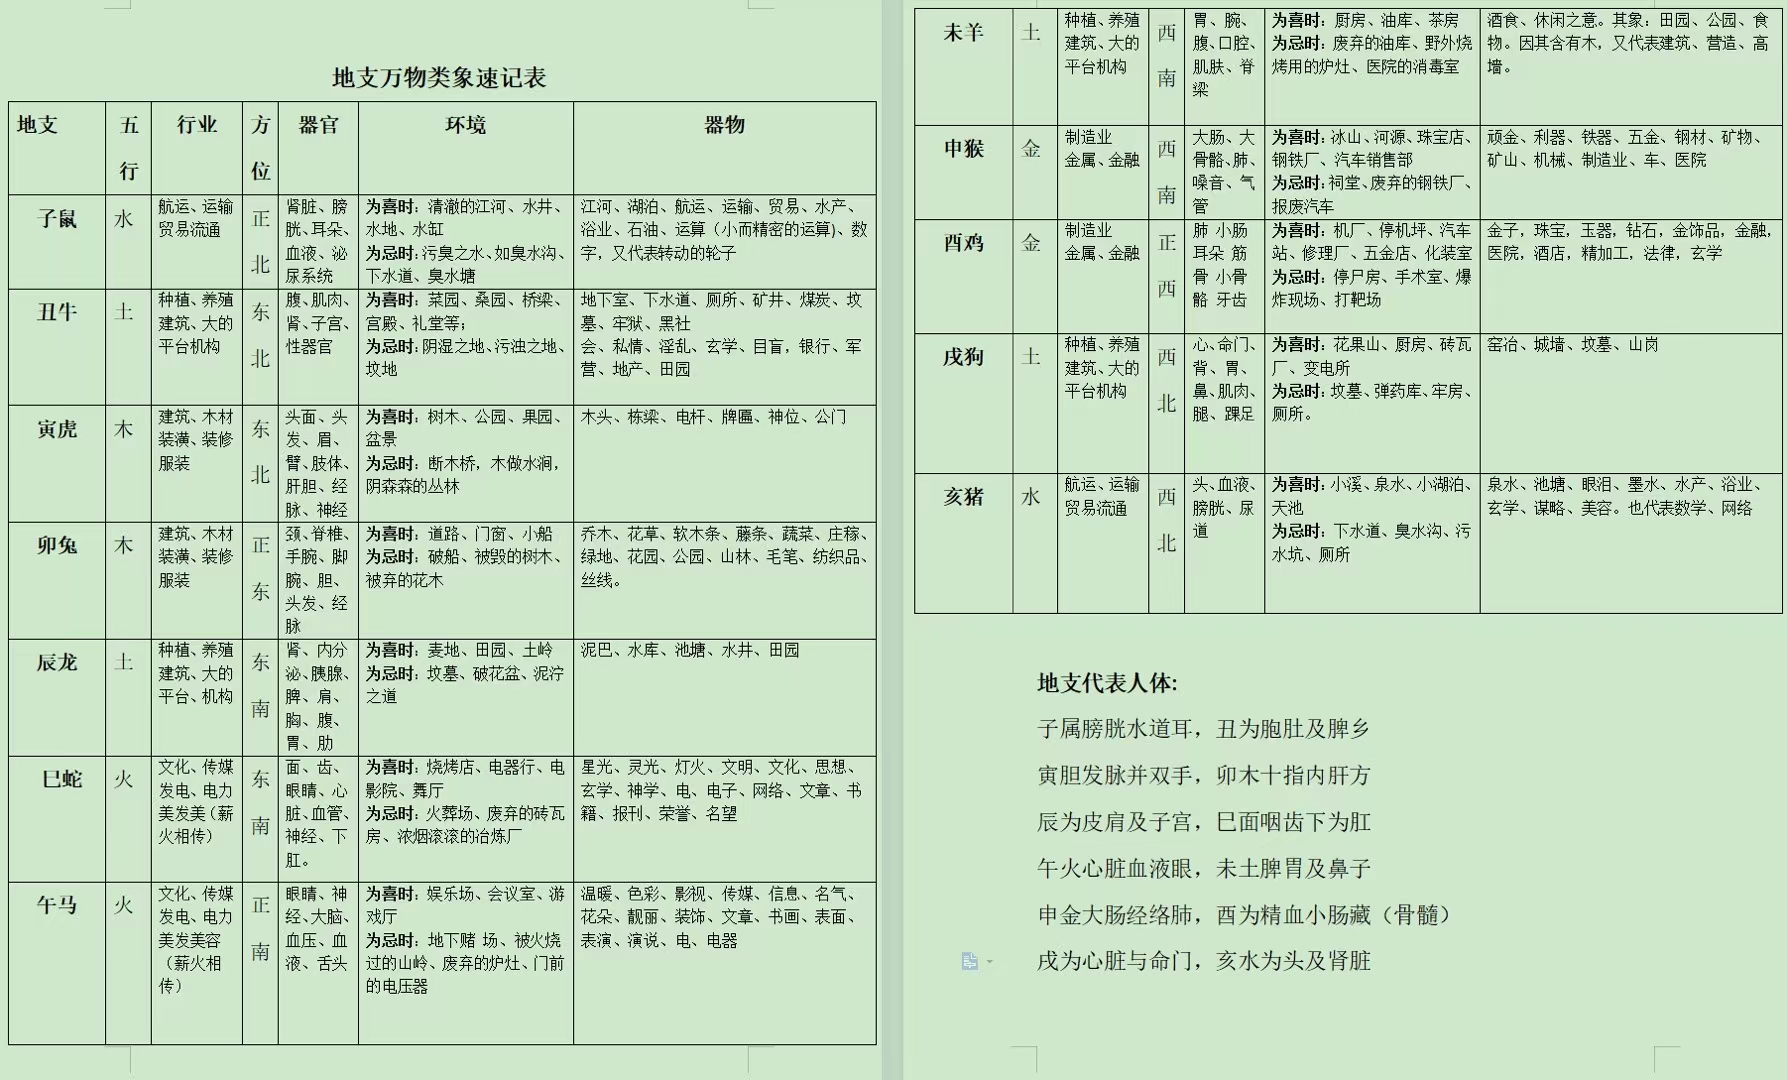 地支万物类象速记表
地支
五
行
行业
方
位
器官
环境
器物
子鼠
水
航运、运输
贸易流通
正
北
肾脏、膀
胱、耳朵、
血液、泌
尿系统
为喜时：清澈的江河、水井、
水地、水缸
为忌时:污臭之水、如臭水沟、
下水道、臭水塘
江河、湖泊、航运、运输、贸易、水产、
浴业、石油、运算（小而精密的运算)、数
字，又代表转动的轮子
丑牛
土
种植、养殖
建筑、大的
平台机构
东
北
腹、肌肉、
肾、子宫、
性器官
为喜时：菜园、桑园、桥梁、
宫殿、礼堂等；
为忌时:阴湿之地、污浊之地、
坟地
地下室、下水道、厕所、矿井、煤炭、坟
墓、牢狱、黑社
会、私情、淫乱、玄学、目盲，银行、军
营、地产、田园
寅虎
木
建筑、木材
装潢、装修
服装
东
北
头面、头
发、眉、
臂、肢体、
肝胆、经
脉、神经
为喜时：树木、公园、果园、
盆景
为忌时：断木桥，木做水涧，
阴森森的丛林
木头、栋梁、电杆、牌匾、神位、公门
卯兔
木
建筑、木材
装潢、装修
服装
正
东
颈、脊椎、
手腕、脚
腕、胆、
头发、经
脉
为喜时：道路、门窗、小船
为忌时：破船、被毁的树木、
被弃的花木
乔木、花草、软木条、藤条、蔬菜、庄稼、
绿地、花园、公园、山林、毛笔、纺织品、
丝线。
辰龙
土
种植、养殖
建筑、大的
平台、机构
东
南
肾、内分
泌、胰腺、
脾、肩、
胸、腹、
胃、肋
为喜时：麦地、田园、土岭
为忌时：坟墓、破花盆、泥泞
之道
泥巴、水库、池塘、水井、田园
巳蛇
火
文化、传媒
发电、电力
美发美（薪
火相传）
东
南
面、齿、
眼睛、心
脏、血管、
神经、下
肛。
为喜时：烧烤店、电器行、电
影院、舞厅
为忌时：火葬场、废弃的砖瓦
房、浓烟滚滚的冶炼厂
星光、灵光、灯火、文明、文化、思想、
玄学、神学、电、电子、网络、文章、书
籍、报刊、荣誉、名望
午马
火
文化、传媒
发电、电力
美发美容
（薪火相
传）
正
南
眼睛、神
经、大脑、
血压、血
液、舌头
为喜时：娱乐场、会议室、游
戏厅
为忌时：地下赌 场、被火烧
过的山岭、废弃的炉灶、门前
的电压器
温暖、色彩、影视、传媒、信息、名气、
花朵、靓丽、装饰、文章、书画、表面、
表演、演说、电、电器
未羊
土
种植、养殖
建筑、大的
平台机构
西
南
胃、腕、
腹、口腔、
肌肤、脊
梁
为喜时：厨房、油库、茶房
为忌时：废弃的油库、野外烧
烤用的炉灶、医院的消毒室
酒食、休闲之意。其象：田园、公园、食
物。因其含有木，又代表建筑、营造、高
墙。
申猴
金
制造业
金属、金融
西
南
大肠、大
骨骼、肺、
嗓音、气
管
为喜时：冰山、河源、珠宝店、
钢铁厂、汽车销售部
为忌时：祠堂、废弃的钢铁厂、
报废汽车
顽金、利器、铁器、五金、钢材、矿物、
矿山、机械、制造业、车、医院
酉鸡
金
制造业
金属、金融
正
西
肺 小肠
耳朵 筋
骨 小骨
骼 牙齿
为喜时：机厂、停机坪、汽车
站、修理厂、五金店、化装室
为忌时：停尸房、手术室、爆
炸现场、打靶场
金子，珠宝，玉器，钻石，金饰品，金融，
医院，酒店，精加工，法律，玄学
戌狗
土
种植、养殖
建筑、大的
平台机构
西
北
心、命门、
背、胃、
鼻、肌肉、
腿、踝足
为喜时：花果山、厨房、砖瓦
厂、变电所
为忌时：坟墓、弹药库、牢房、
厕所。
窑冶、城墙、坟墓、山岗
亥猪
水
航运、运输
贸易流通
西
北
头、血液、
膀胱、尿
道
为喜时：小溪、泉水、小湖泊、
天池
为忌时：下水道、臭水沟、污
水坑、厕所
泉水、池塘、眼泪、墨水、水产、浴业、
玄学、谋略、美容。也代表数学、网络
地支代表人体:
子属膀胱水道耳，丑为胞肚及脾乡
寅胆发脉并双手，卯木十指内肝方
辰为皮肩及子宫，巳面咽齿下为肛
午火心脏血液眼，未土脾胃及鼻子
申金大肠经络肺，酉为精血小肠藏（骨髓）
戌为心脏与命门，亥水为头及肾脏